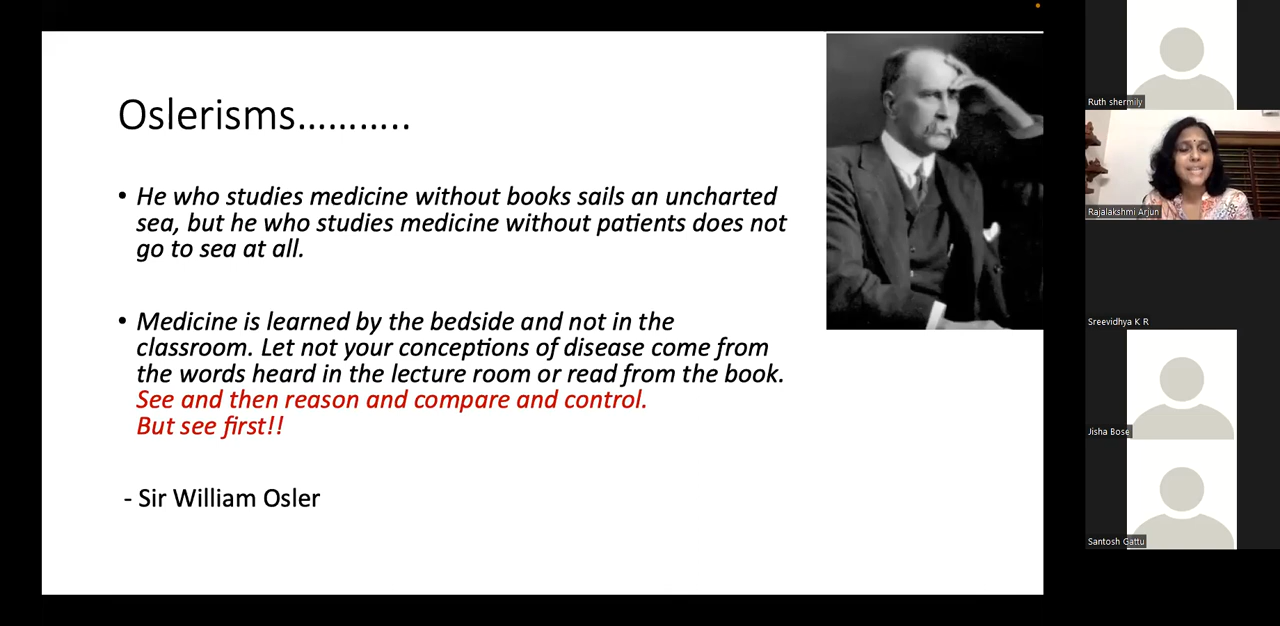 Oslerisms………..
• He who studies medicine without books sails an uncharted
sea, but he who studies medicine without patients does not
go to sea at all.
• Medicine is learned by the bedside and not in the
classroom. Let not your conceptions of disease come from
the words heard in the lecture room or read from the book.
See and then reason and compare and control.
But see first!!
- Sir William Osler
Ruth shermily
Rajalakshmi Arjun
Sreevidhya K R
Jisha Bose
Santosh Gattu